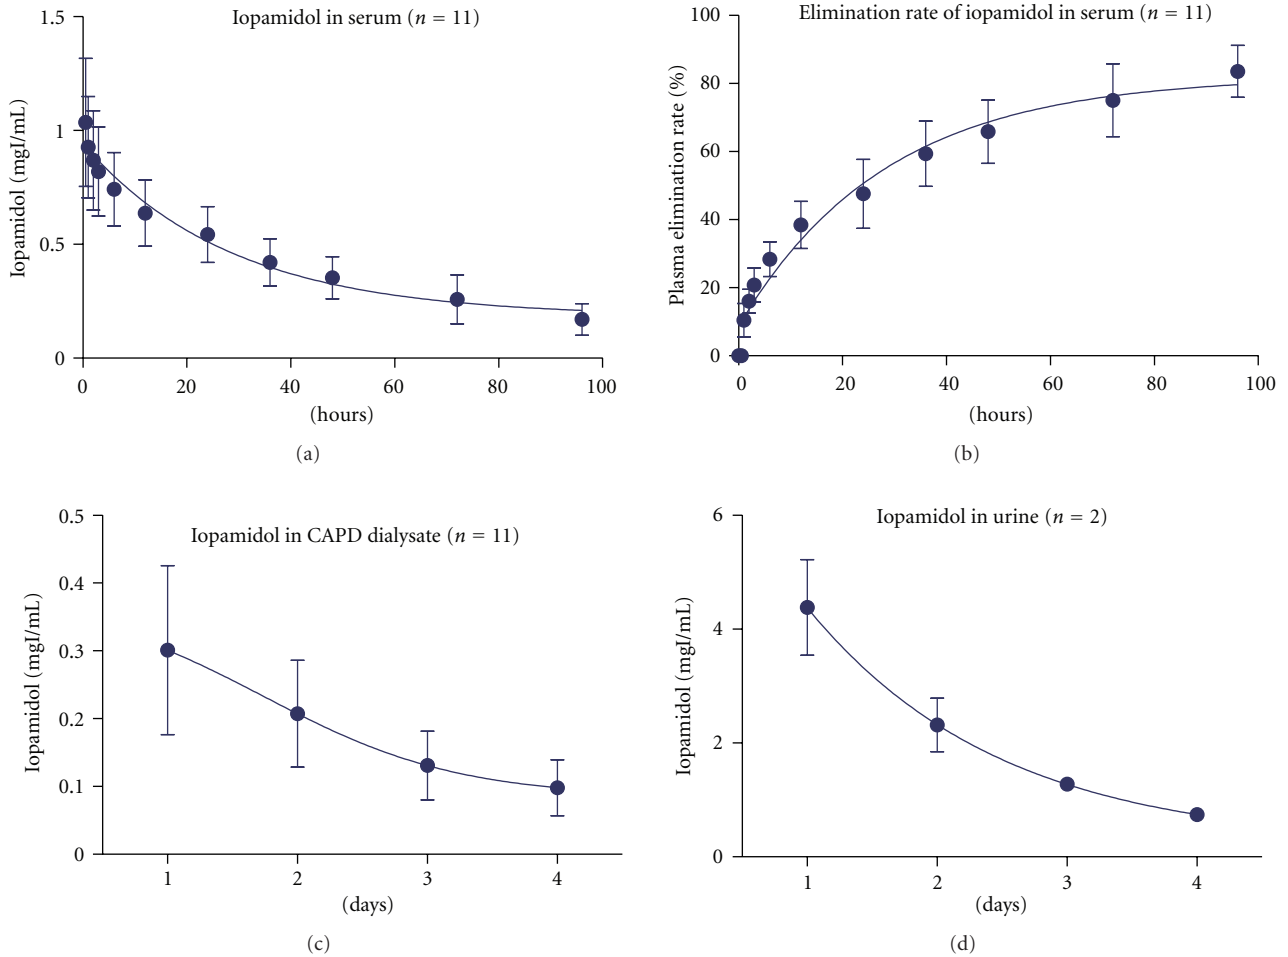 Iopamidol in serum (n = 11)
Iopamidol (mgI/mL)
1.5
1
0.5
0
0 20 40 60 80 100
(hours)
(a)
Elimination rate of iopamidol in serum (n = 11)
Plasma elimination rate (%)
100
80
60
40
20
0
0 20 40 60 80 100
(hours)
(b)
Iopamidol in CAPD dialysate (n = 11)
Iopamidol (mgI/mL)
0.5
0.4
0.3
0.2
0.1
0
1 2 3 4
(days)
(c)
Iopamidol in urine (n = 2)
Iopamidol (mgI/mL)
6
4
2
0
1 2 3 4
(days)
(d)